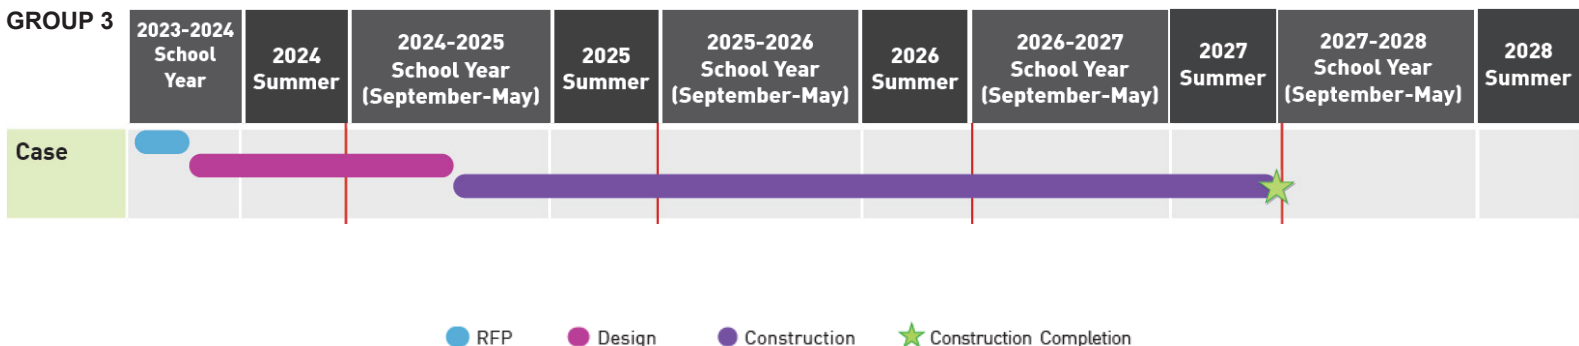 GROUP 3
2023-2024
School
Year
2024
Summer
2024-2025
School Year
(September-May)
2025
Summer
2025-2026
School Year
(September-May)
2026
Summer
2026-2027
School Year
(September-May)
2027
Summer
2027-2028
School Year
(September-May)
2028
Summer
Case
RFP
Design
Construction
Construction Completion